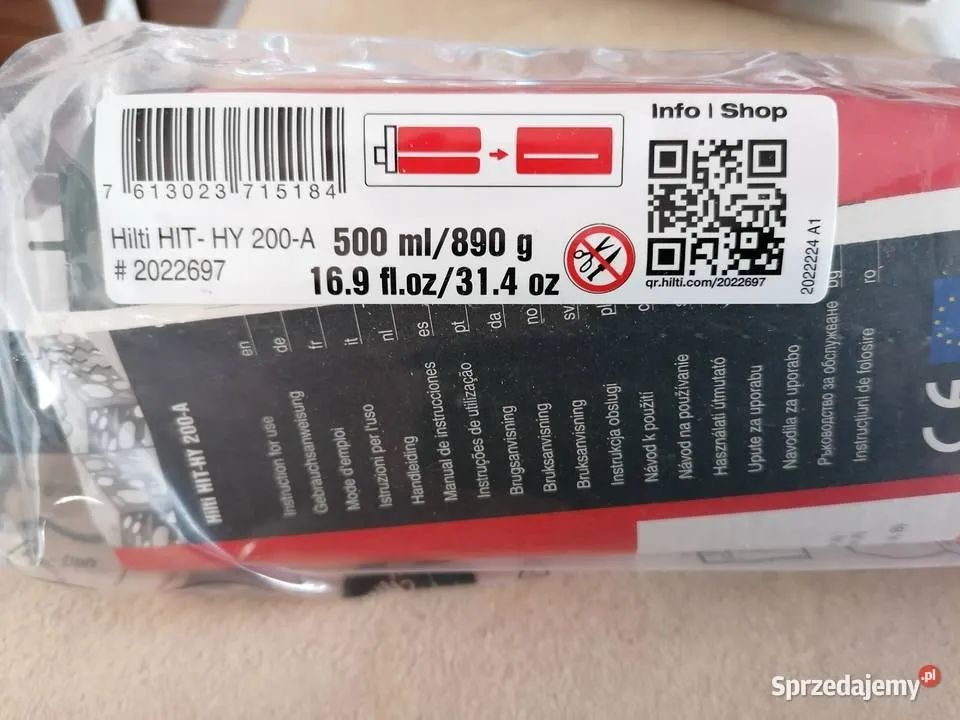 Info | Shop
7 613023 715184
Hilti HIT- HY 200-A
# 2022697
500 ml/890 g
16.9 fl.oz/31.4 oz
qr.hilti.com/2022697
2022224 A1
Hilti HIT-HY 200-A
Instruction for use en
Gebrauchsanweisung de
Mode d'emploi fr
Istruzioni per l'uso it
Handleiding nl
Manual de instrucciones es
Instruções de utilização pt
Brugsanvisning da
Bruksanvisning no
Bruksanvisning sv
Instrukcja obsługi pl
Návod k použití
Návod na používanie
Használati útmutató
Upute za uporabu
Navodila za uporabo
Ръководство за обслужване bg
Instrucţiuni de folosire ro
CE
Sprzedajemy.pl